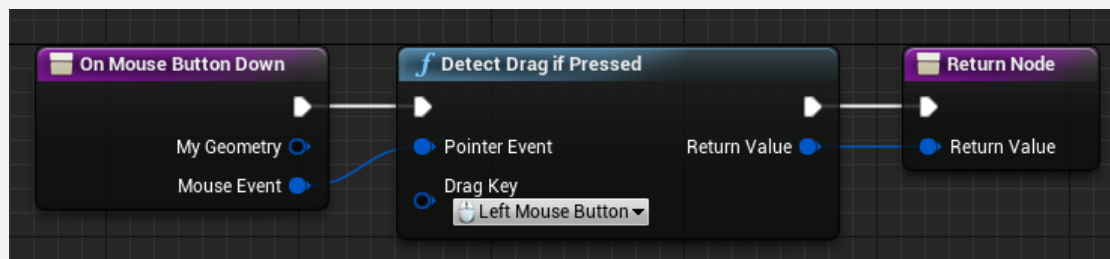 On Mouse Button Down
My Geometry
Mouse Event
f Detect Drag if Pressed
Pointer Event
Return Value
Drag Key
Left Mouse Button
Return Node
Return Value